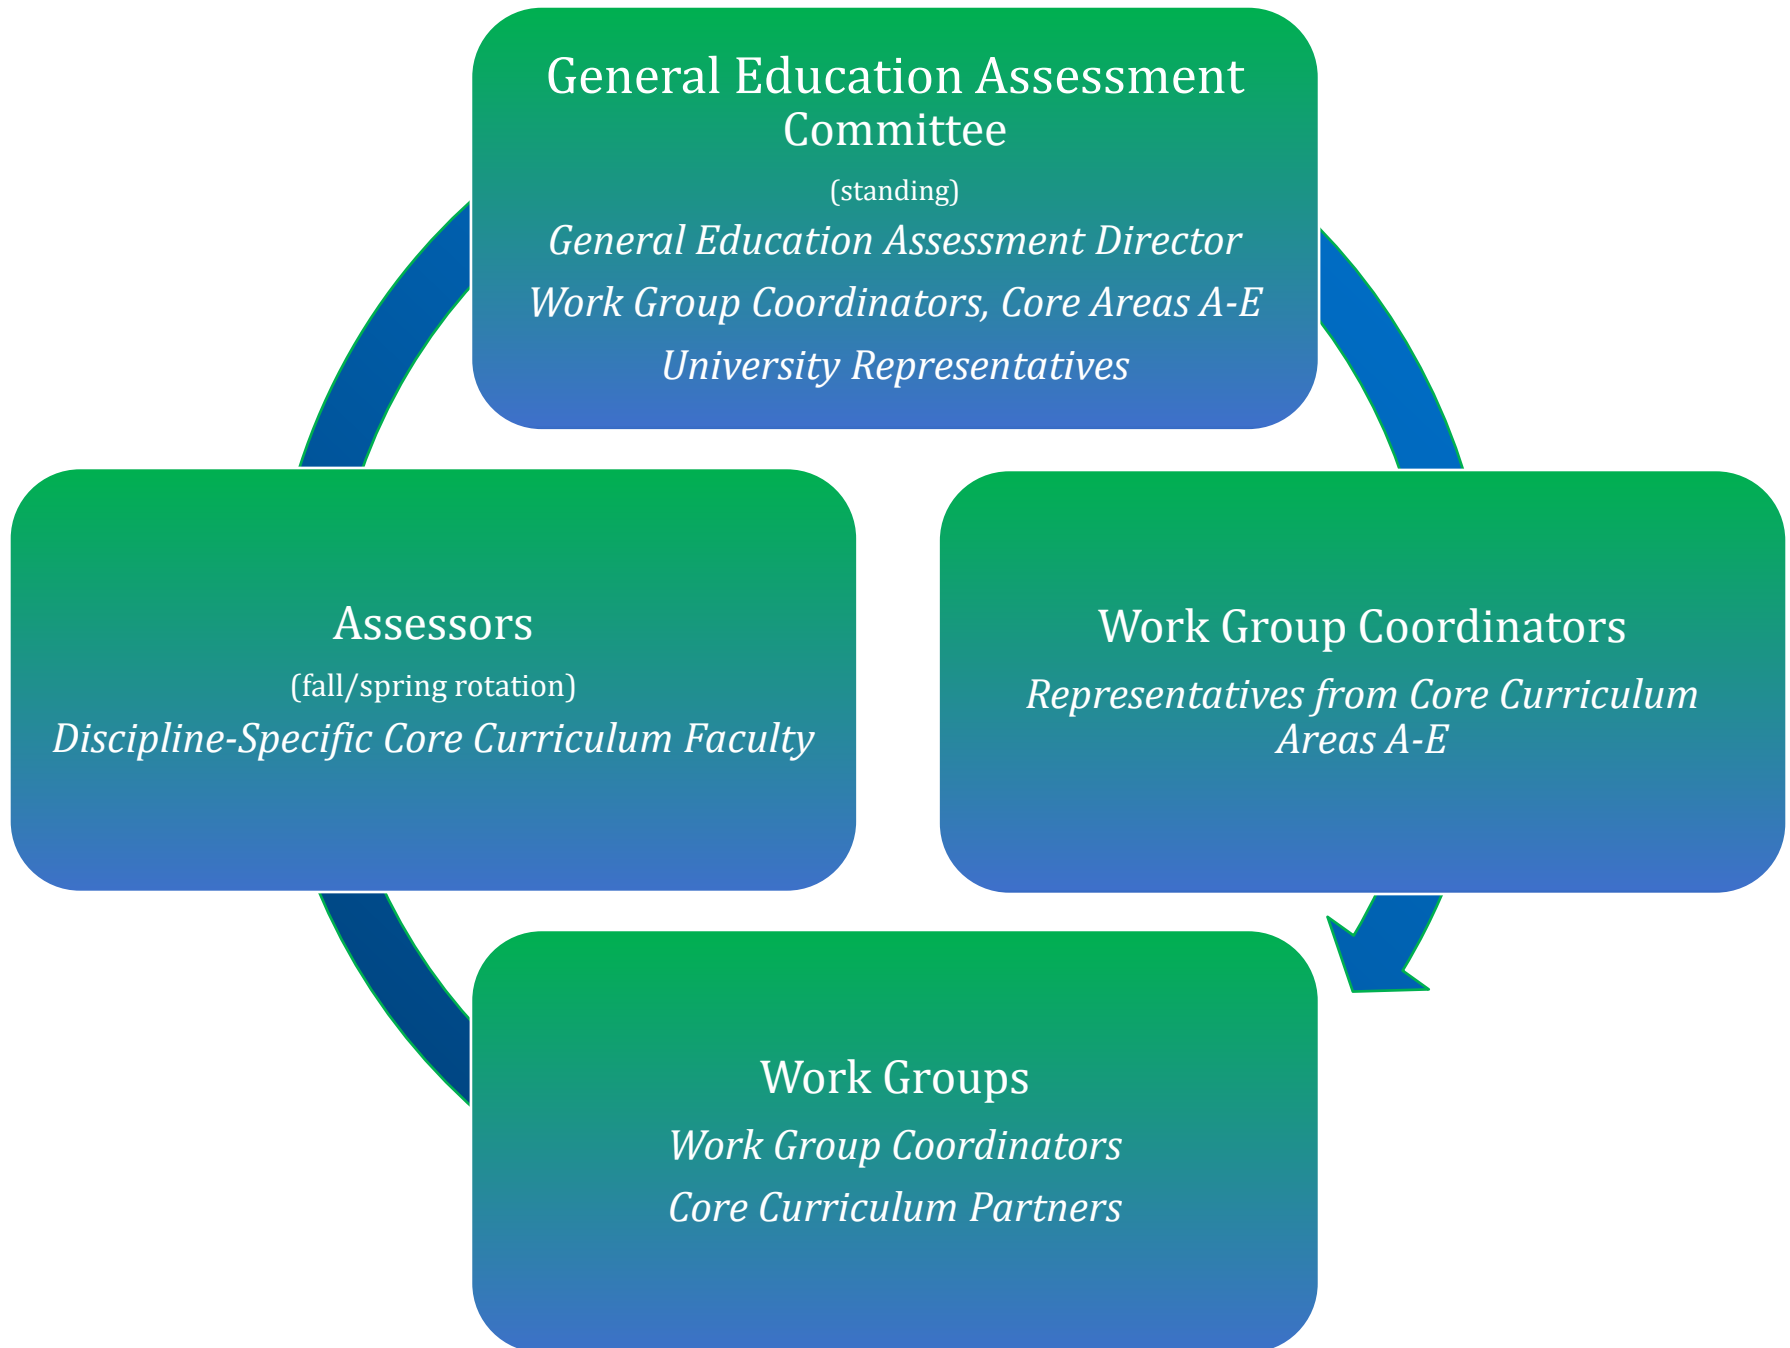 General Education Assessment
Committee
(standing)
General Education Assessment Director
Work Group Coordinators, Core Areas A-E
University Representatives
Assessors
(fall/spring rotation)
Discipline-Specific Core Curriculum Faculty
Work Group Coordinators
Representatives from Core Curriculum
Areas A-E
Work Groups
Work Group Coordinators
Core Curriculum Partners